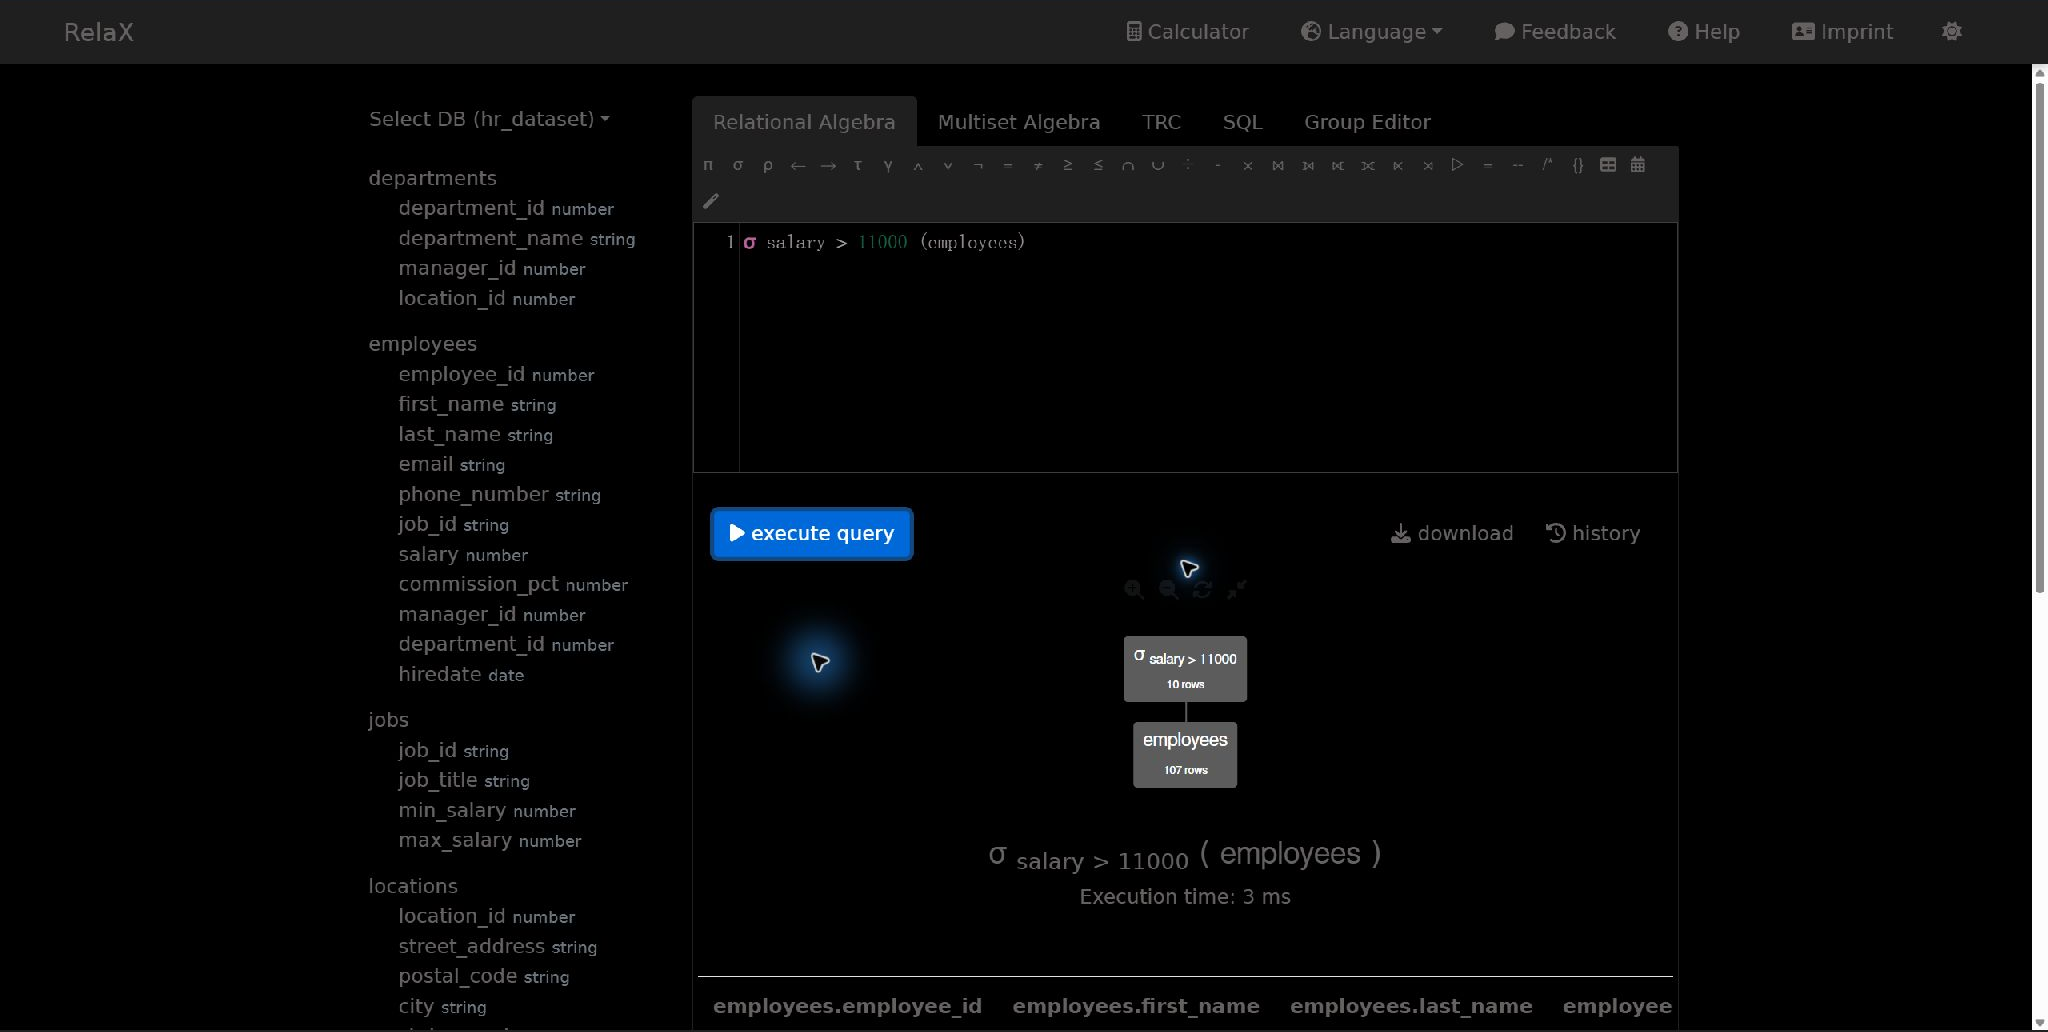 RelaX
Calculator
Language
Feedback
Help
Imprint
Select DB (hr_dataset)
departments
department_id number
department_name string
manager_id number
location_id number
employees
employee_id number
first_name string
last_name string
email string
phone_number string
job_id string
salary number
commission_pct number
manager_id number
department_id number
hiredate date
jobs
job_id string
job_title string
min_salary number
max_salary number
locations
location_id number
street_address string
postal_code string
city string
Relational Algebra
Multiset Algebra
TRC
SQL
Group Editor
π σ ρ ← → τ γ ∧ ∨ ¬ = ≠ ≥ ≤ ∩ ∪ ÷ - ⨯ ⨝ ⟕ ⟖ ⟗ ⋉ ⋊ ▷ = -- /* {}
1 σ salary > 11000 (employees)
execute query
download
history
σ salary > 11000
10 rows
employees
107 rows
σ salary > 11000 ( employees )
Execution time: 3 ms
employees.employee_id employees.first_name employees.last_name employee